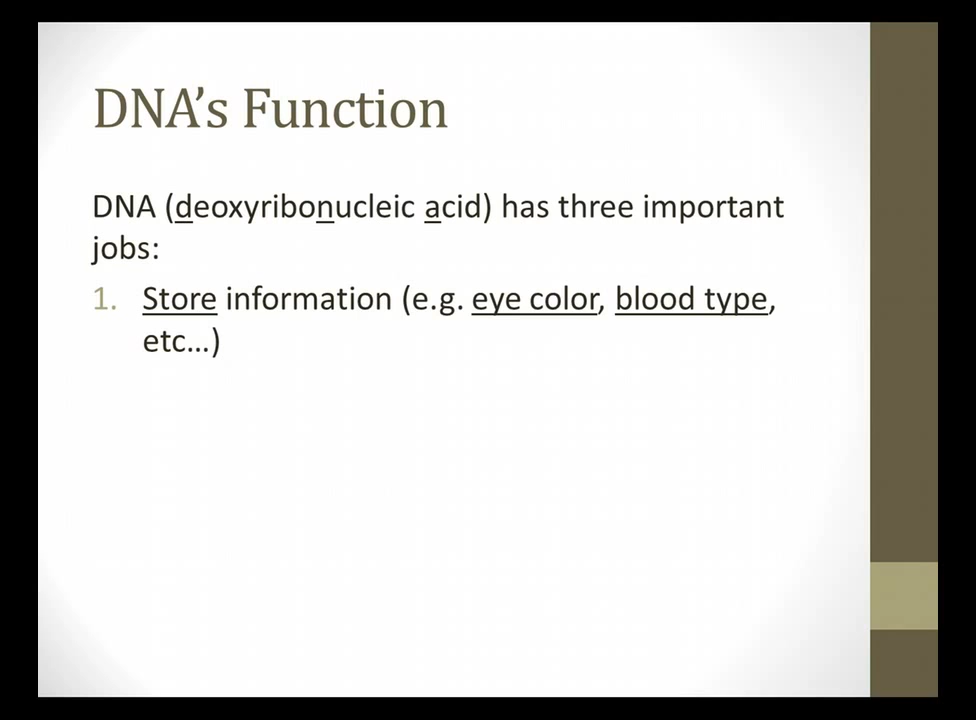 DNA’s Function
DNA (deoxyribonucleic acid) has three important
jobs:
1. Store information (e.g. eye color, blood type,
etc…)